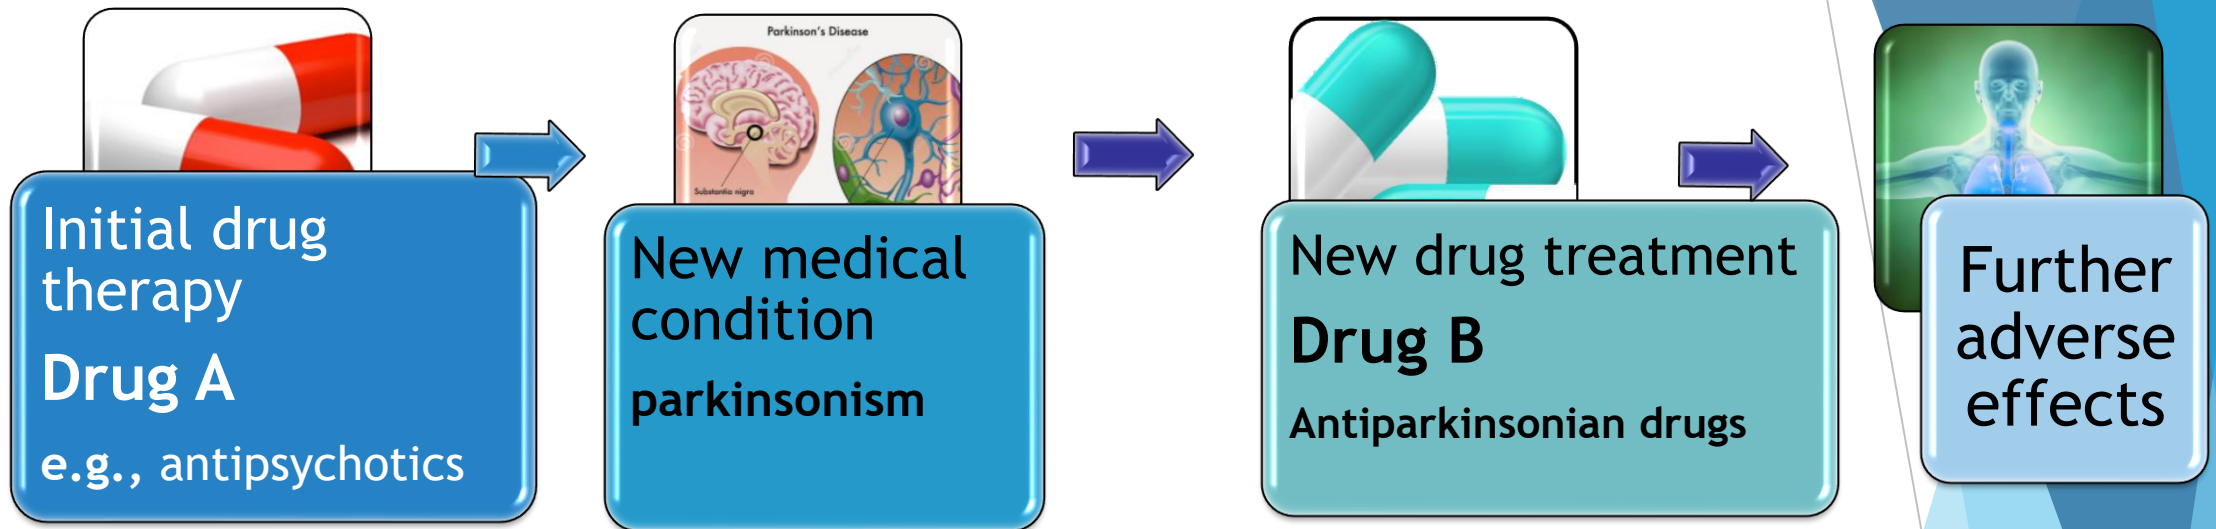 Initial drug
therapy
Drug A
e.g., antipsychotics
Parkinson's Disease
Substantia nigra
New medical
condition
parkinsonism
New drug treatment
Drug B
Antiparkinsonian drugs
Further
adverse
effects